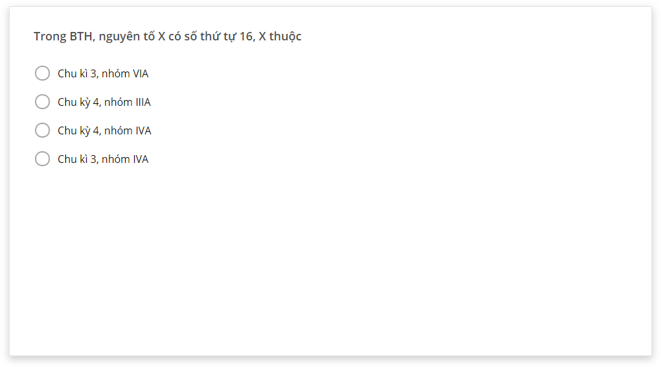 Trong BTH, nguyên tố X có số thứ tự 16, X thuộc
Chu kì 3, nhóm VIA
Chu kỳ 4, nhóm IIIA
Chu kỳ 4, nhóm IVA
Chu kì 3, nhóm IVA